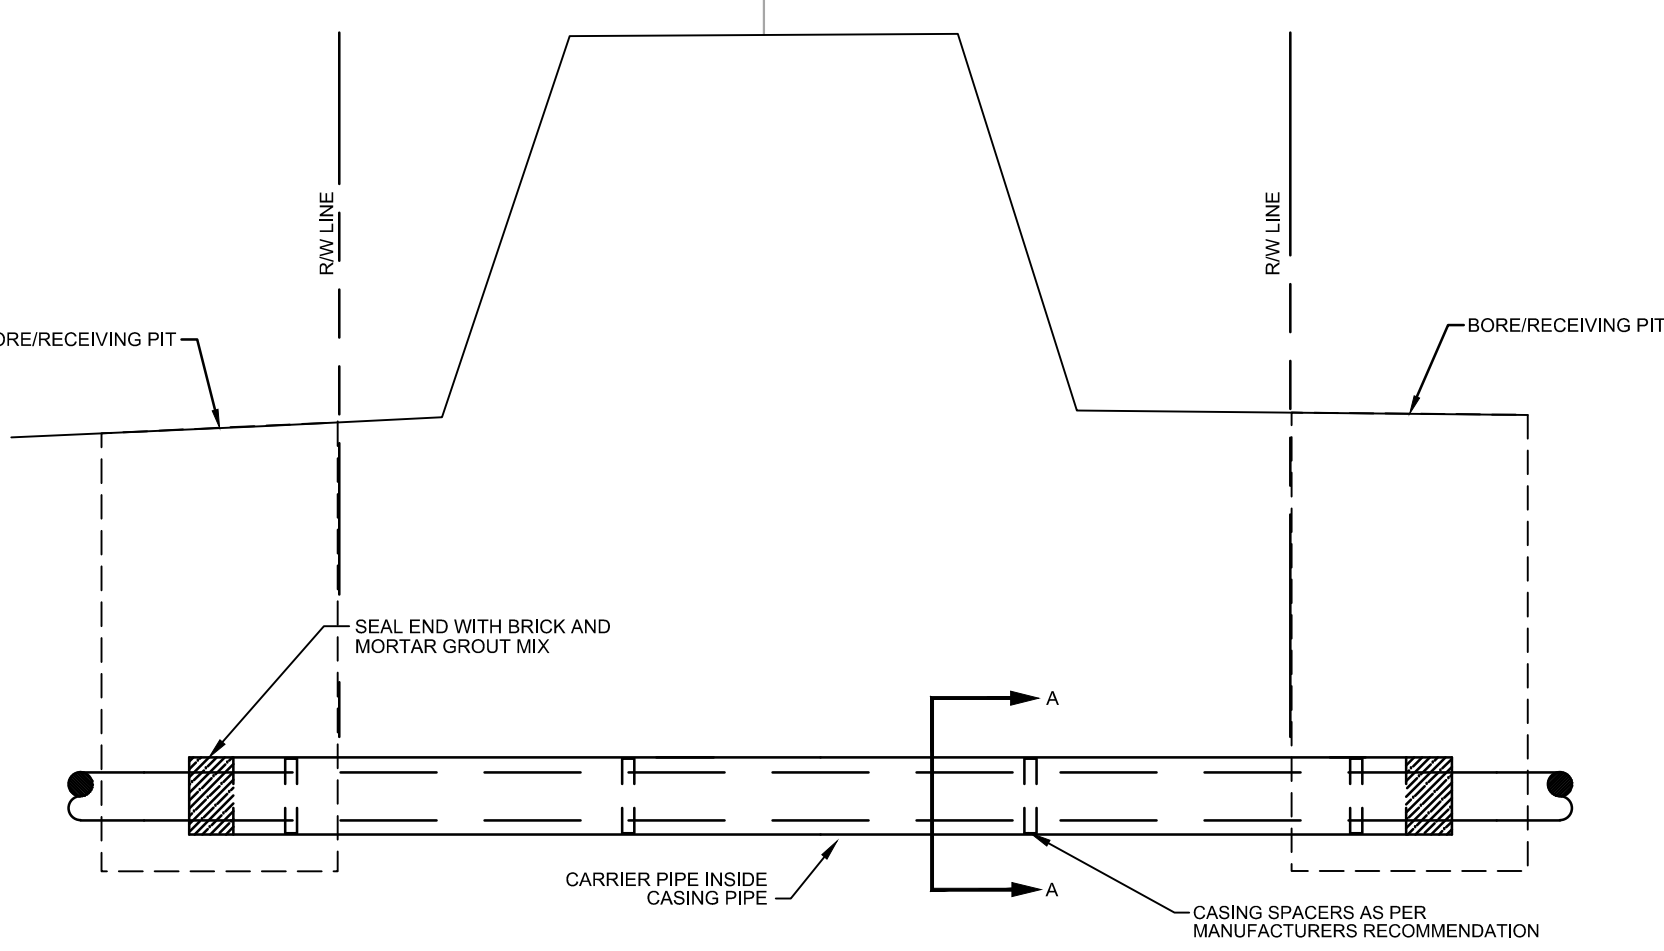 R/W LINE
R/W LINE
ORE/RECEIVING PIT
BORE/RECEIVING PIT
SEAL END WITH BRICK AND
MORTAR GROUT MIX
A
CARRIER PIPE INSIDE
CASING PIPE
A
CASING SPACERS AS PER
MANUFACTURERS RECOMMENDATION